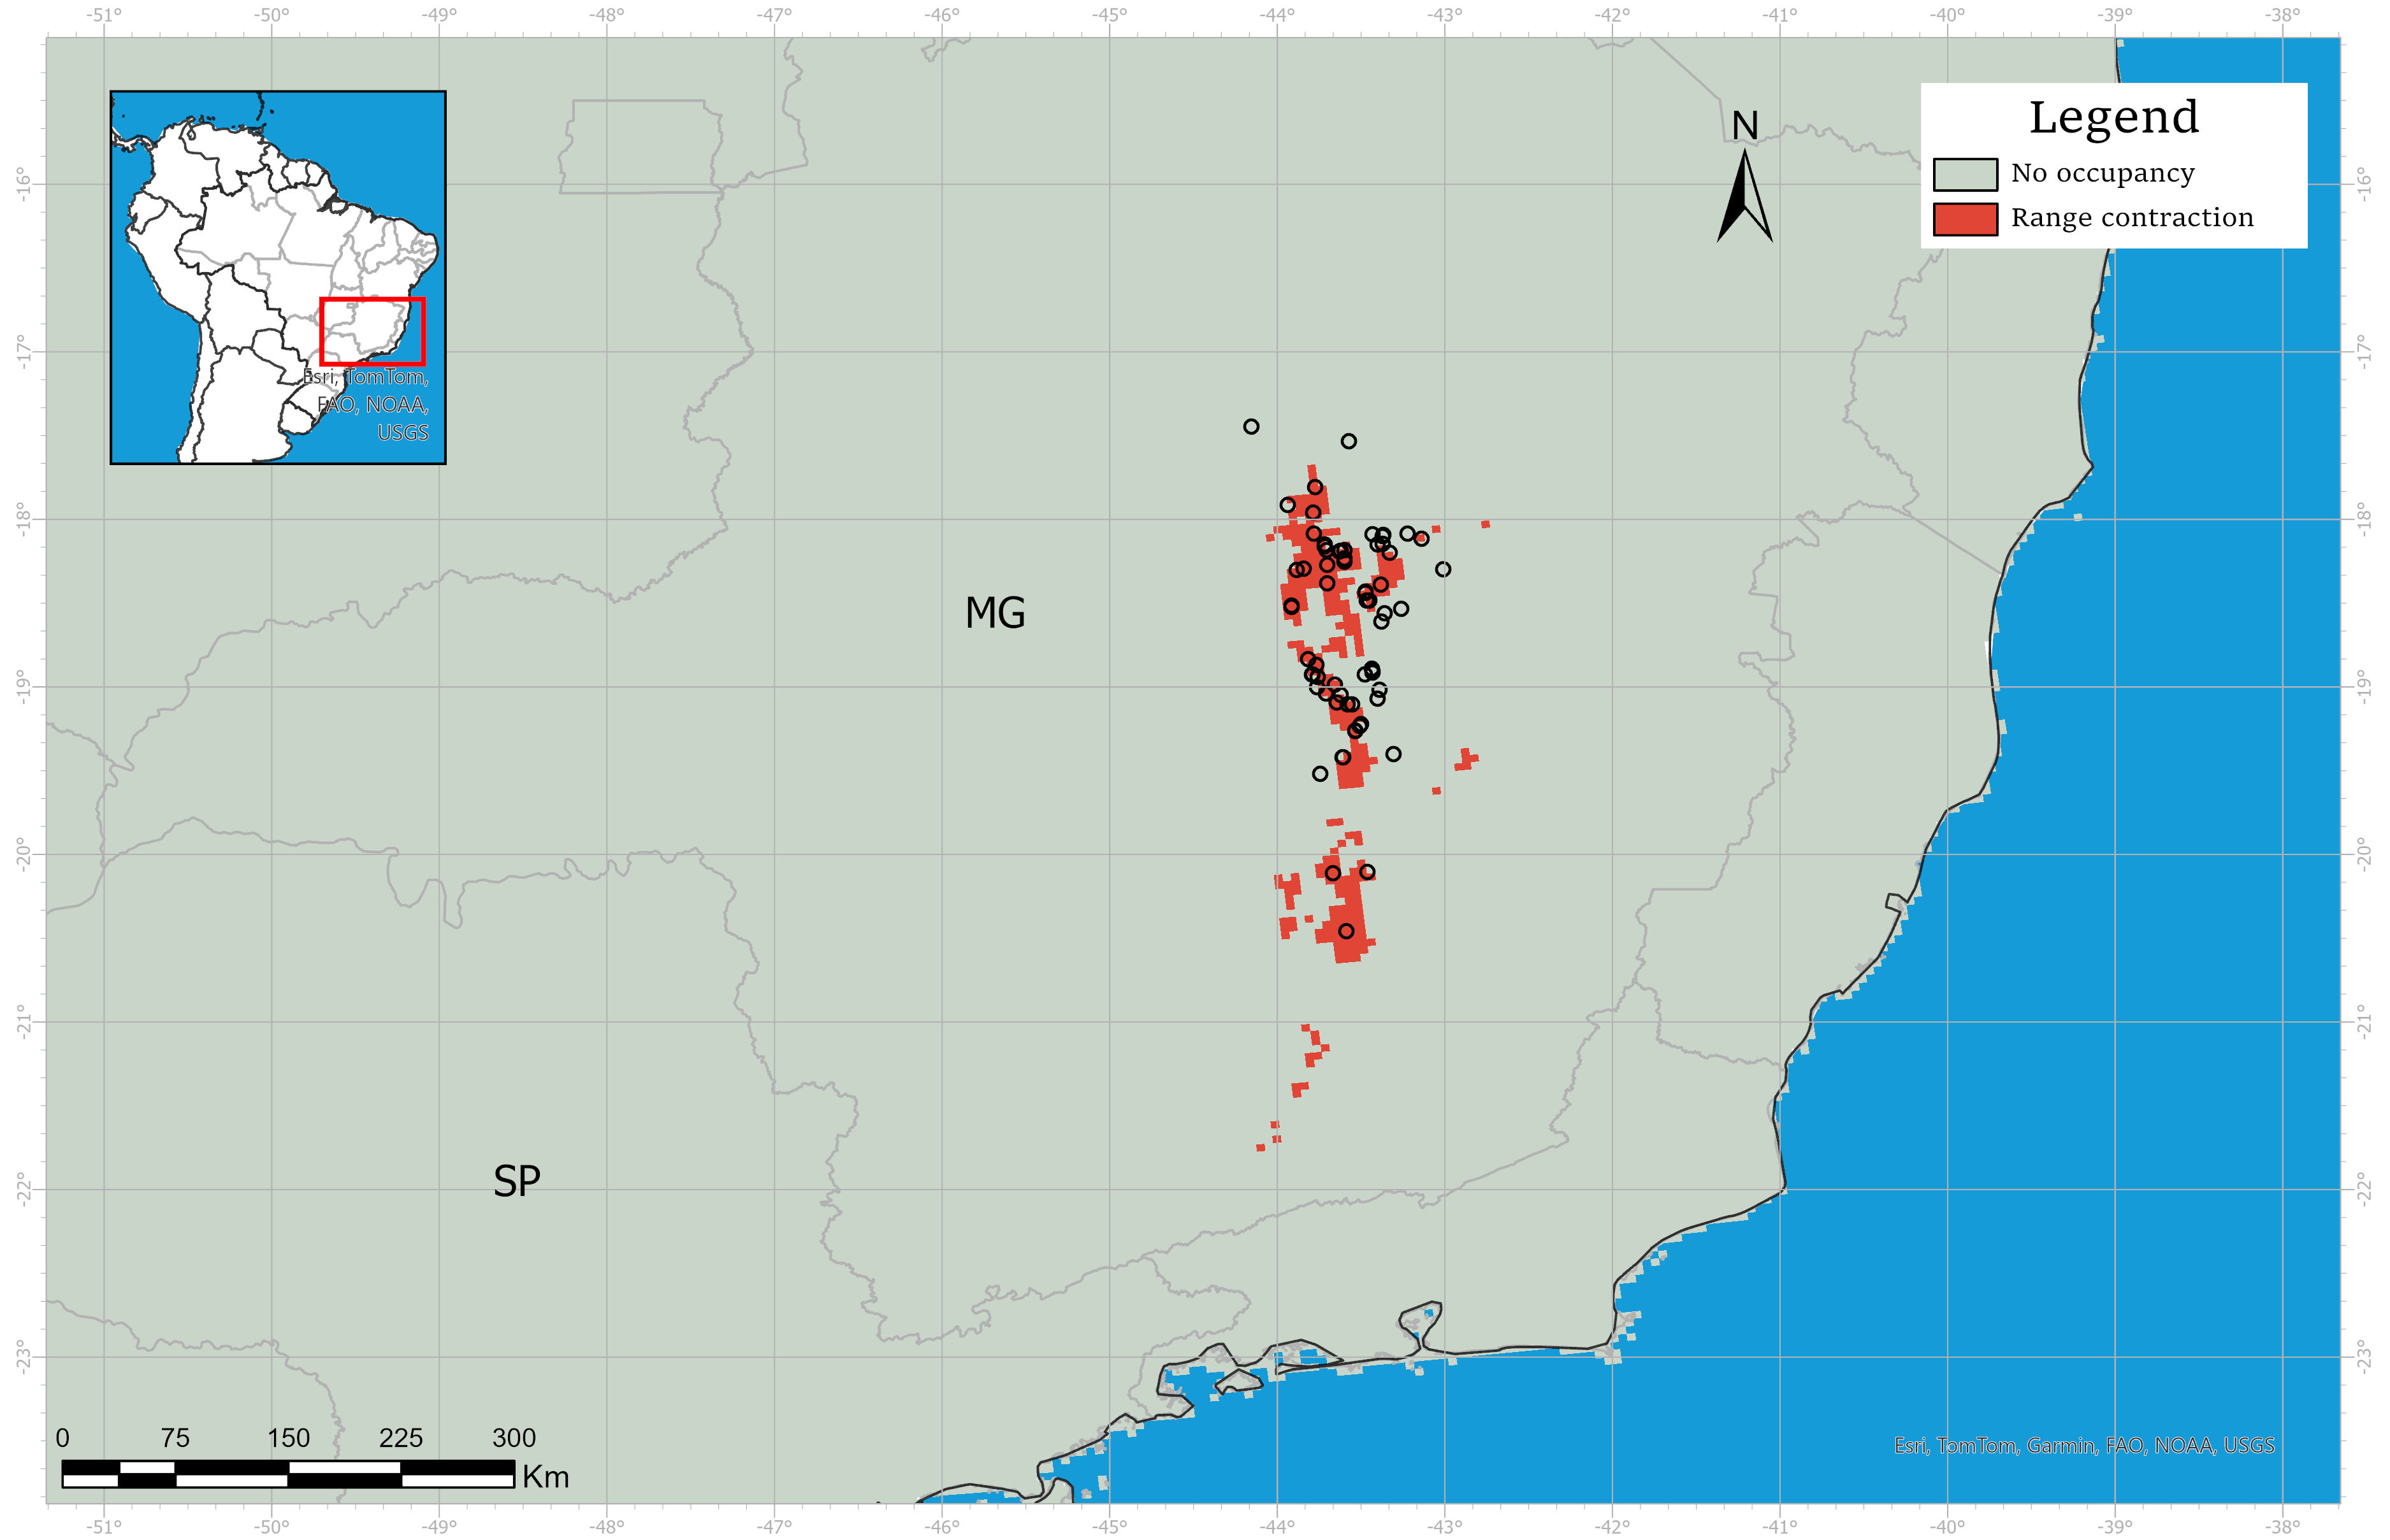 -51° -50° -49° -48° -47° -46° -45° -44° -43° -42° -41° -40° -39° -38°
Legend
No occupancy
Range contraction
N
Esri, TomTom,
FAO, NOAA,
USGS
-16° -16°
-17° -17°
-18° -18°
MG
-19° -19°
-20° -20°
-21° -21°
SP
-22° -22°
-23° -23°
0 75 150 225 300
Km
Esri, TomTom, Garmin, FAO, NOAA, USGS
-51° -50° -49° -48° -47° -46° -45° -44° -43° -42° -41° -40° -39° -38°